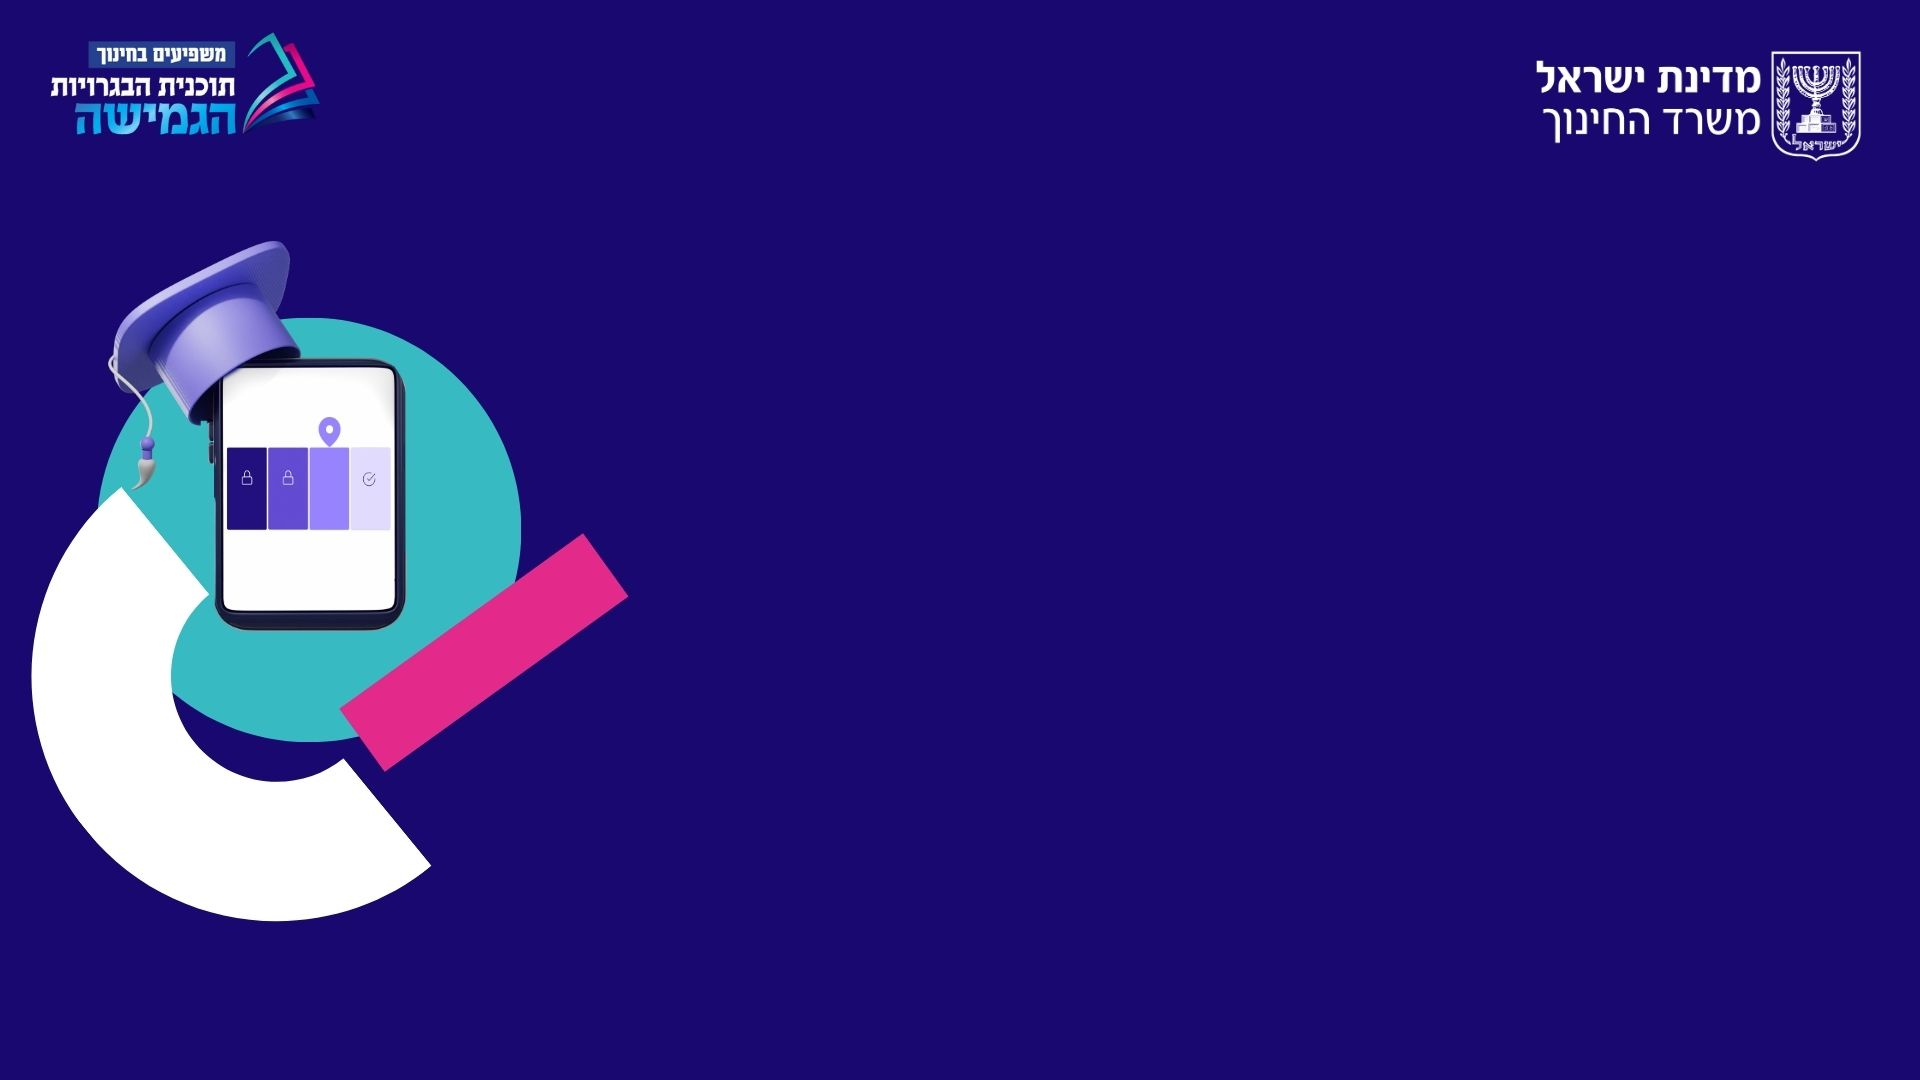 מדינת ישראל
משרד החינוך
ישראל
משפיעים בחינוך
תוכנית הבגרויות
הגמישה